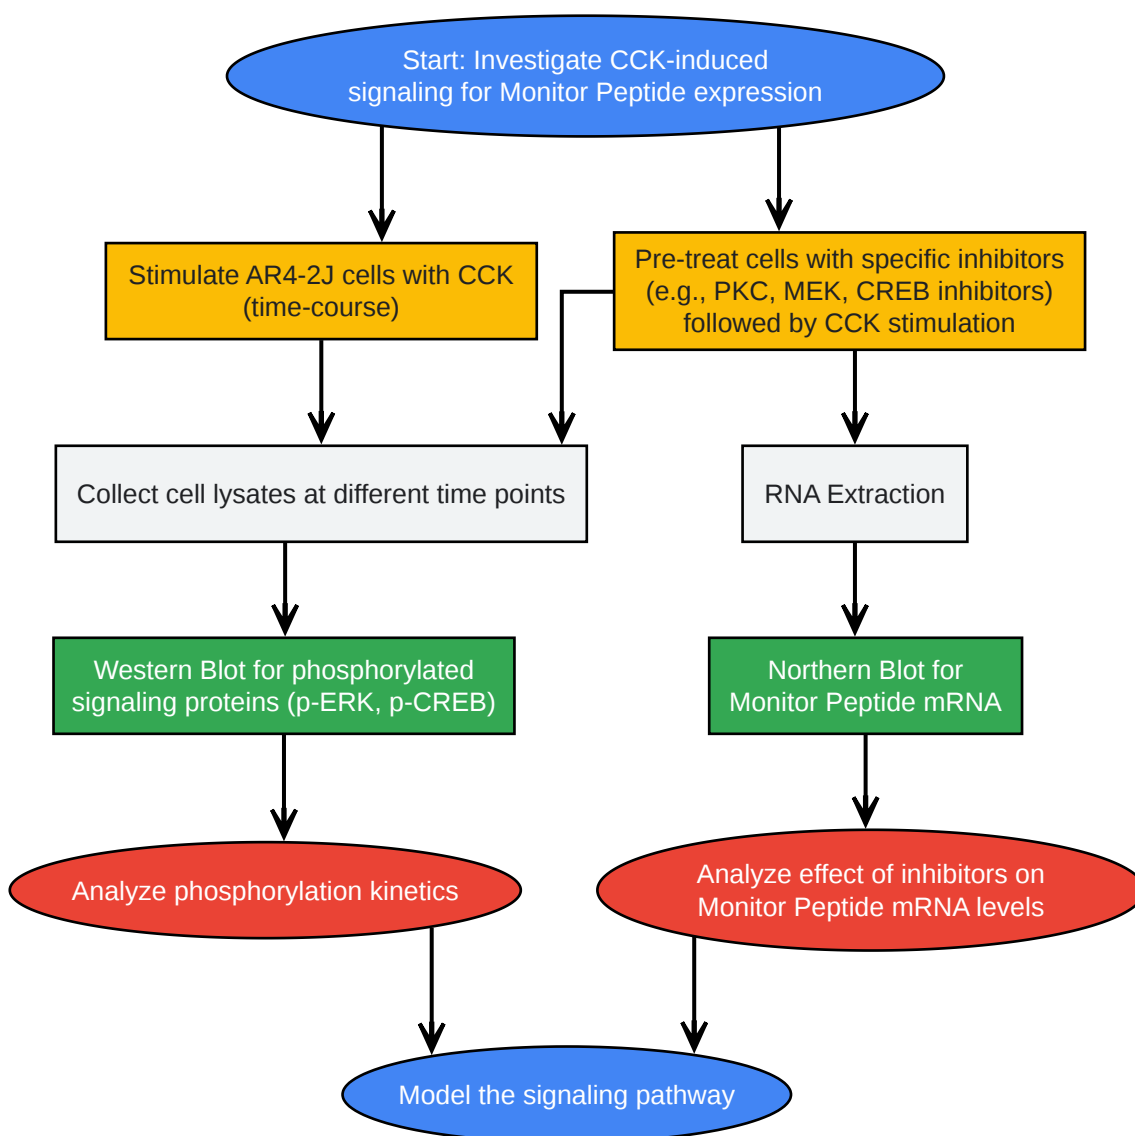 Start: Investigate CCK-induced
signaling for Monitor Peptide expression
Stimulate AR4-2J cells with CCK
(time-course)
Pre-treat cells with specific inhibitors
(e.g., PKC, MEK, CREB inhibitors)
followed by CCK stimulation
Collect cell lysates at different time points
RNA Extraction
Western Blot for phosphorylated
signaling proteins (p-ERK, p-CREB)
Northern Blot for
Monitor Peptide mRNA
Analyze phosphorylation kinetics
Analyze effect of inhibitors on
Monitor Peptide mRNA levels
Model the signaling pathway